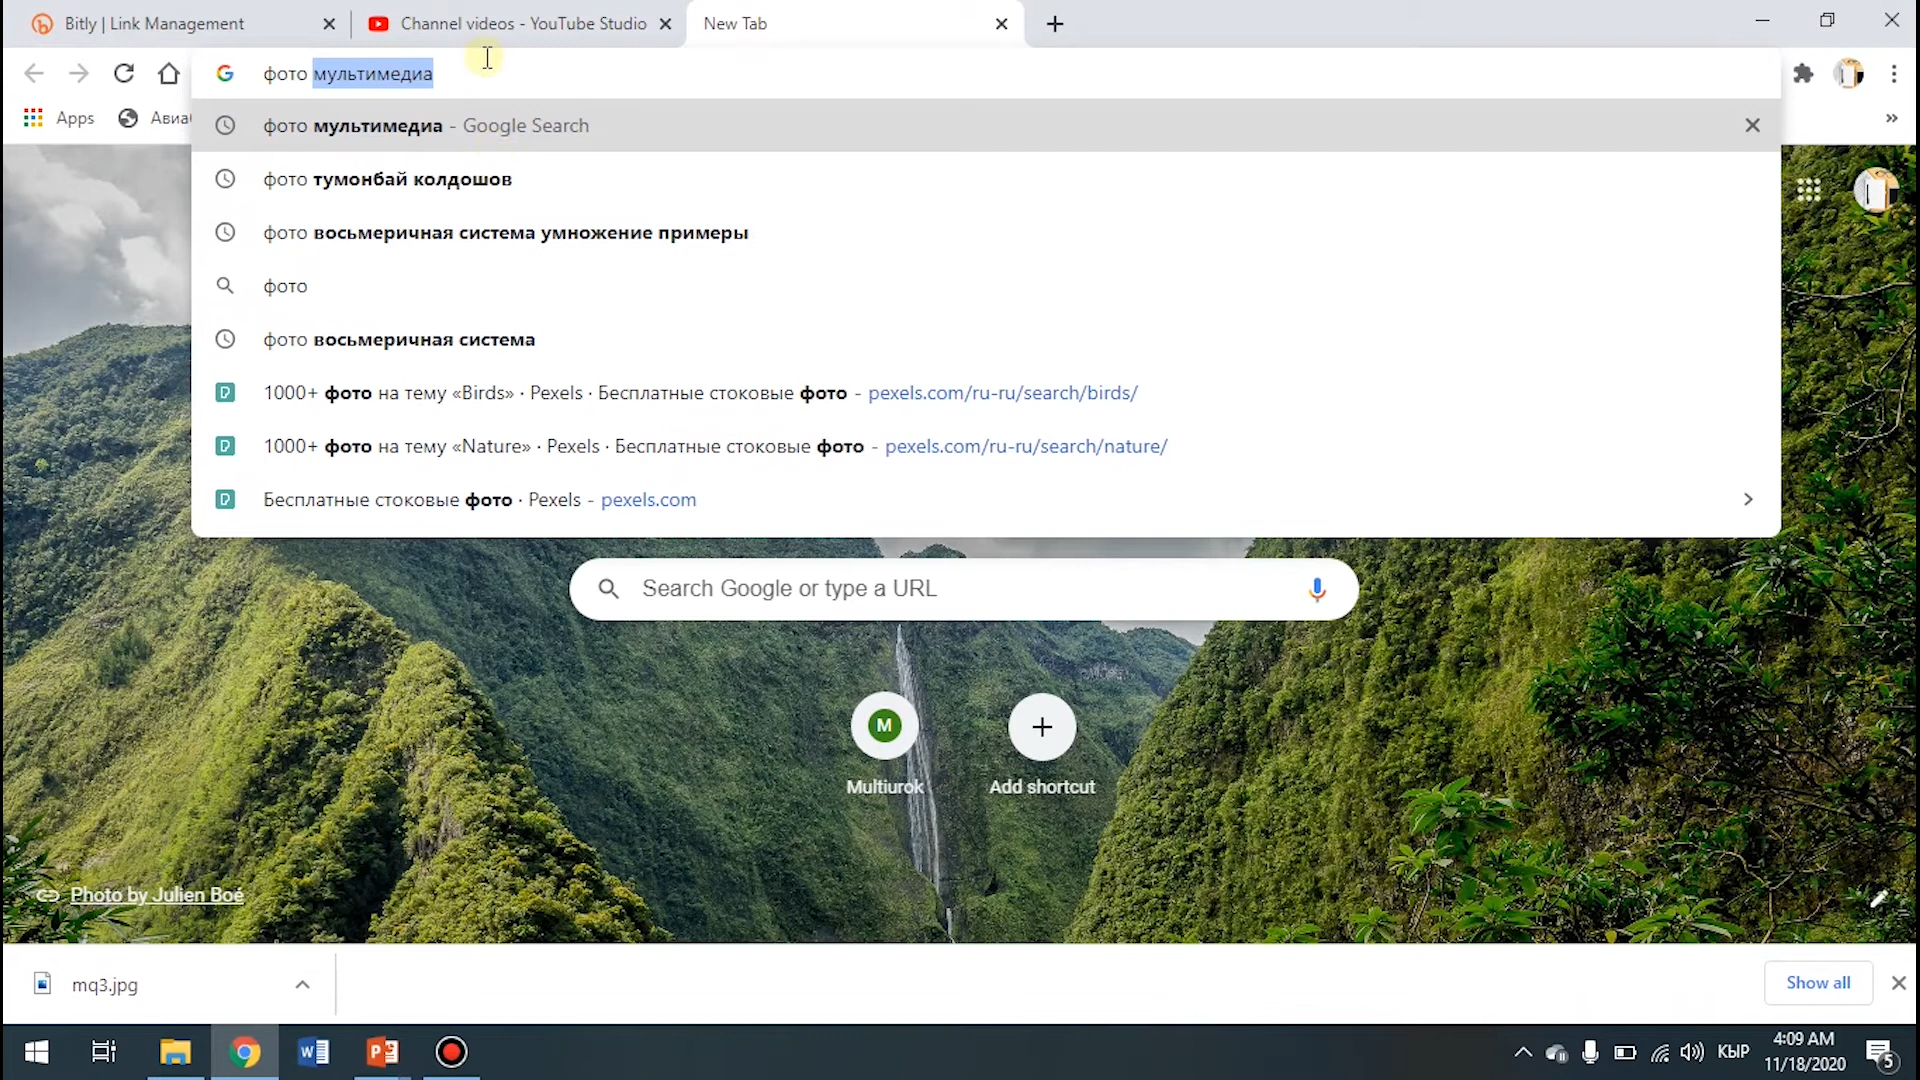 Bitly | Link Management
Channel videos - YouTube Studio
New Tab
фото мультимедиа
Apps
Авиа
»
фото мультимедиа - Google Search
фото тумонбай колдошов
фото восьмеричная система умножение примеры
фото
фото восьмеричная система
1000+ фото на тему «Birds» · Pexels · Бесплатные стоковые фото - pexels.com/ru-ru/search/birds/
1000+ фото на тему «Nature» · Pexels · Бесплатные стоковые фото - pexels.com/ru-ru/search/nature/
Бесплатные стоковые фото · Pexels - pexels.com
Search Google or type a URL
M
Multiurok
Add shortcut
Photo by Julien Boé
mq3.jpg
Show all
КЫР
4:09 AM
11/18/2020
5